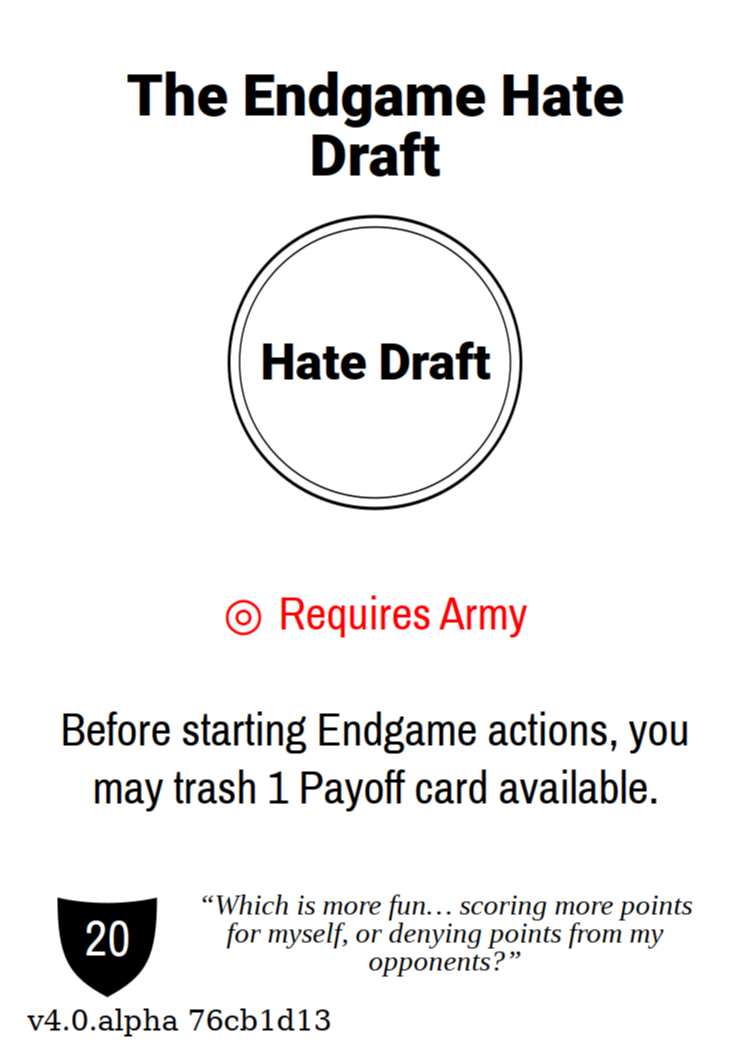 The Endgame Hate
Draft
Hate Draft
◎ Requires Army
Before starting Endgame actions, you
may trash 1 Payoff card available.
20
“Which is more fun… scoring more points
for myself, or denying points from my
opponents?”
v4.0.alpha 76cb1d13